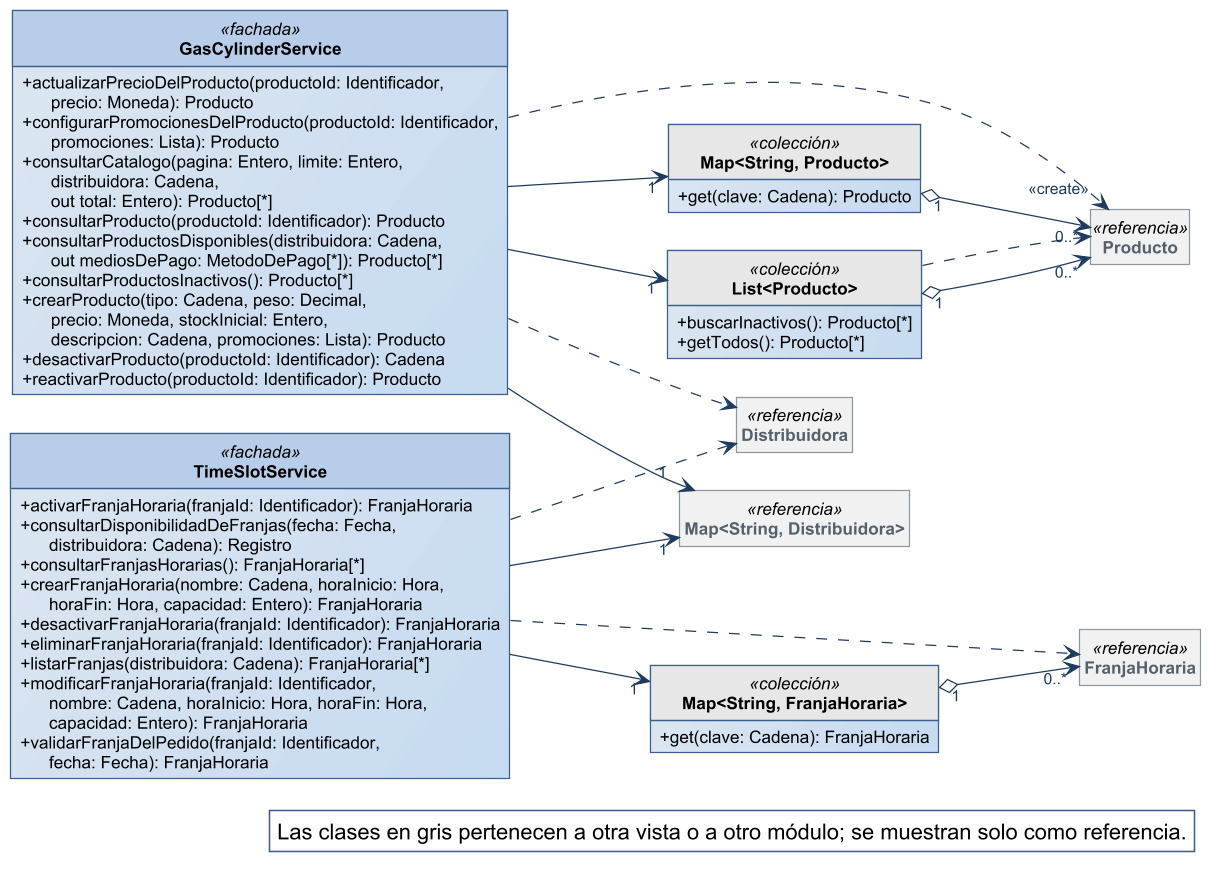 «fachada»
GasCylinderService
+actualizarPrecioDelProducto(productoId: Identificador,
precio: Moneda): Producto
+configurarPromocionesDelProducto(productoId: Identificador,
promociones: Lista): Producto
+consultarCatalogo(pagina: Entero, limite: Entero,
distribuidora: Cadena,
out total: Entero): Producto[*]
+consultarProducto(productoId: Identificador): Producto
+consultarProductosDisponibles(distribuidora: Cadena,
out mediosDePago: MetodoDePago[*]): Producto[*]
+consultarProductosInactivos(): Producto[*]
+crearProducto(tipo: Cadena, peso: Decimal,
precio: Moneda, stockInicial: Entero,
descripcion: Cadena, promociones: Lista): Producto
+desactivarProducto(productoId: Identificador): Cadena
+reactivarProducto(productoId: Identificador): Producto
«colección»
Map<String, Producto>
+get(clave: Cadena): Producto
1
1
«create»
0..*
«referencia»
Producto
«colección»
List<Producto>
+buscarInactivos(): Producto[*]
+getTodos(): Producto[*]
1
1
0..*
«referencia»
Distribuidora
1
«referencia»
Map<String, Distribuidora>
1
«fachada»
TimeSlotService
+activarFranjaHoraria(franjaId: Identificador): FranjaHoraria
+consultarDisponibilidadDeFranjas(fecha: Fecha,
distribuidora: Cadena): Registro
+consultarFranjasHorarias(): FranjaHoraria[*]
+crearFranjaHoraria(nombre: Cadena, horaInicio: Hora,
horaFin: Hora, capacidad: Entero): FranjaHoraria
+desactivarFranjaHoraria(franjaId: Identificador): FranjaHoraria
+eliminarFranjaHoraria(franjaId: Identificador): FranjaHoraria
+listarFranjas(distribuidora: Cadena): FranjaHoraria[*]
+modificarFranjaHoraria(franjaId: Identificador,
nombre: Cadena, horaInicio: Hora, horaFin: Hora,
capacidad: Entero): FranjaHoraria
+validarFranjaDelPedido(franjaId: Identificador,
fecha: Fecha): FranjaHoraria
«colección»
Map<String, FranjaHoraria>
+get(clave: Cadena): FranjaHoraria
1
1
0..*
«referencia»
FranjaHoraria
Las clases en gris pertenecen a otra vista o a otro módulo; se muestran solo como referencia.